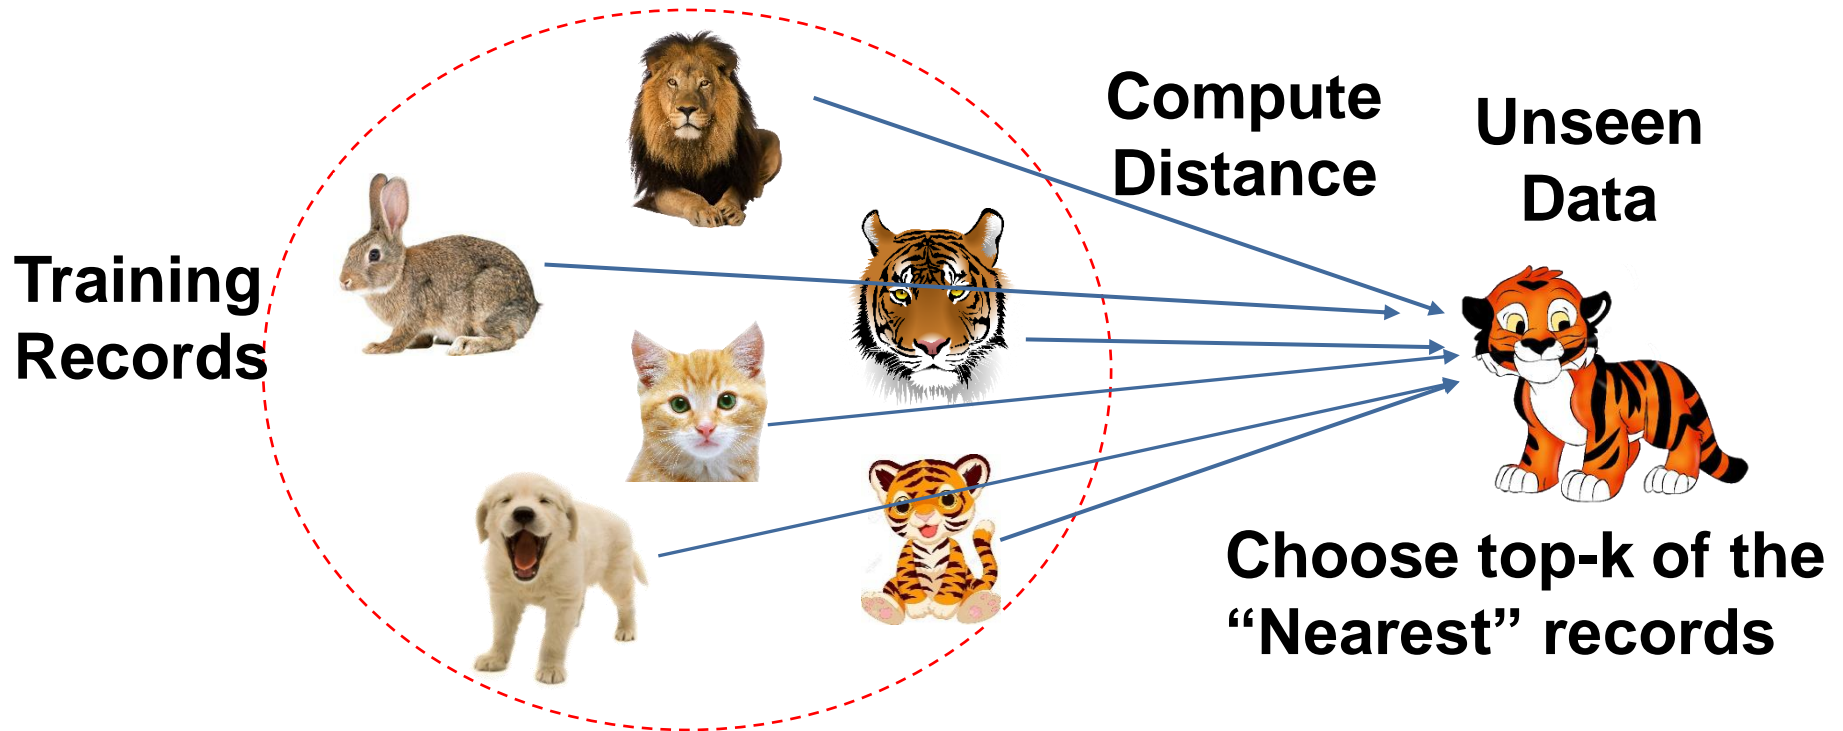 Training
Records
Compute
Distance
Unseen
Data
Choose top-k of the
“Nearest” records